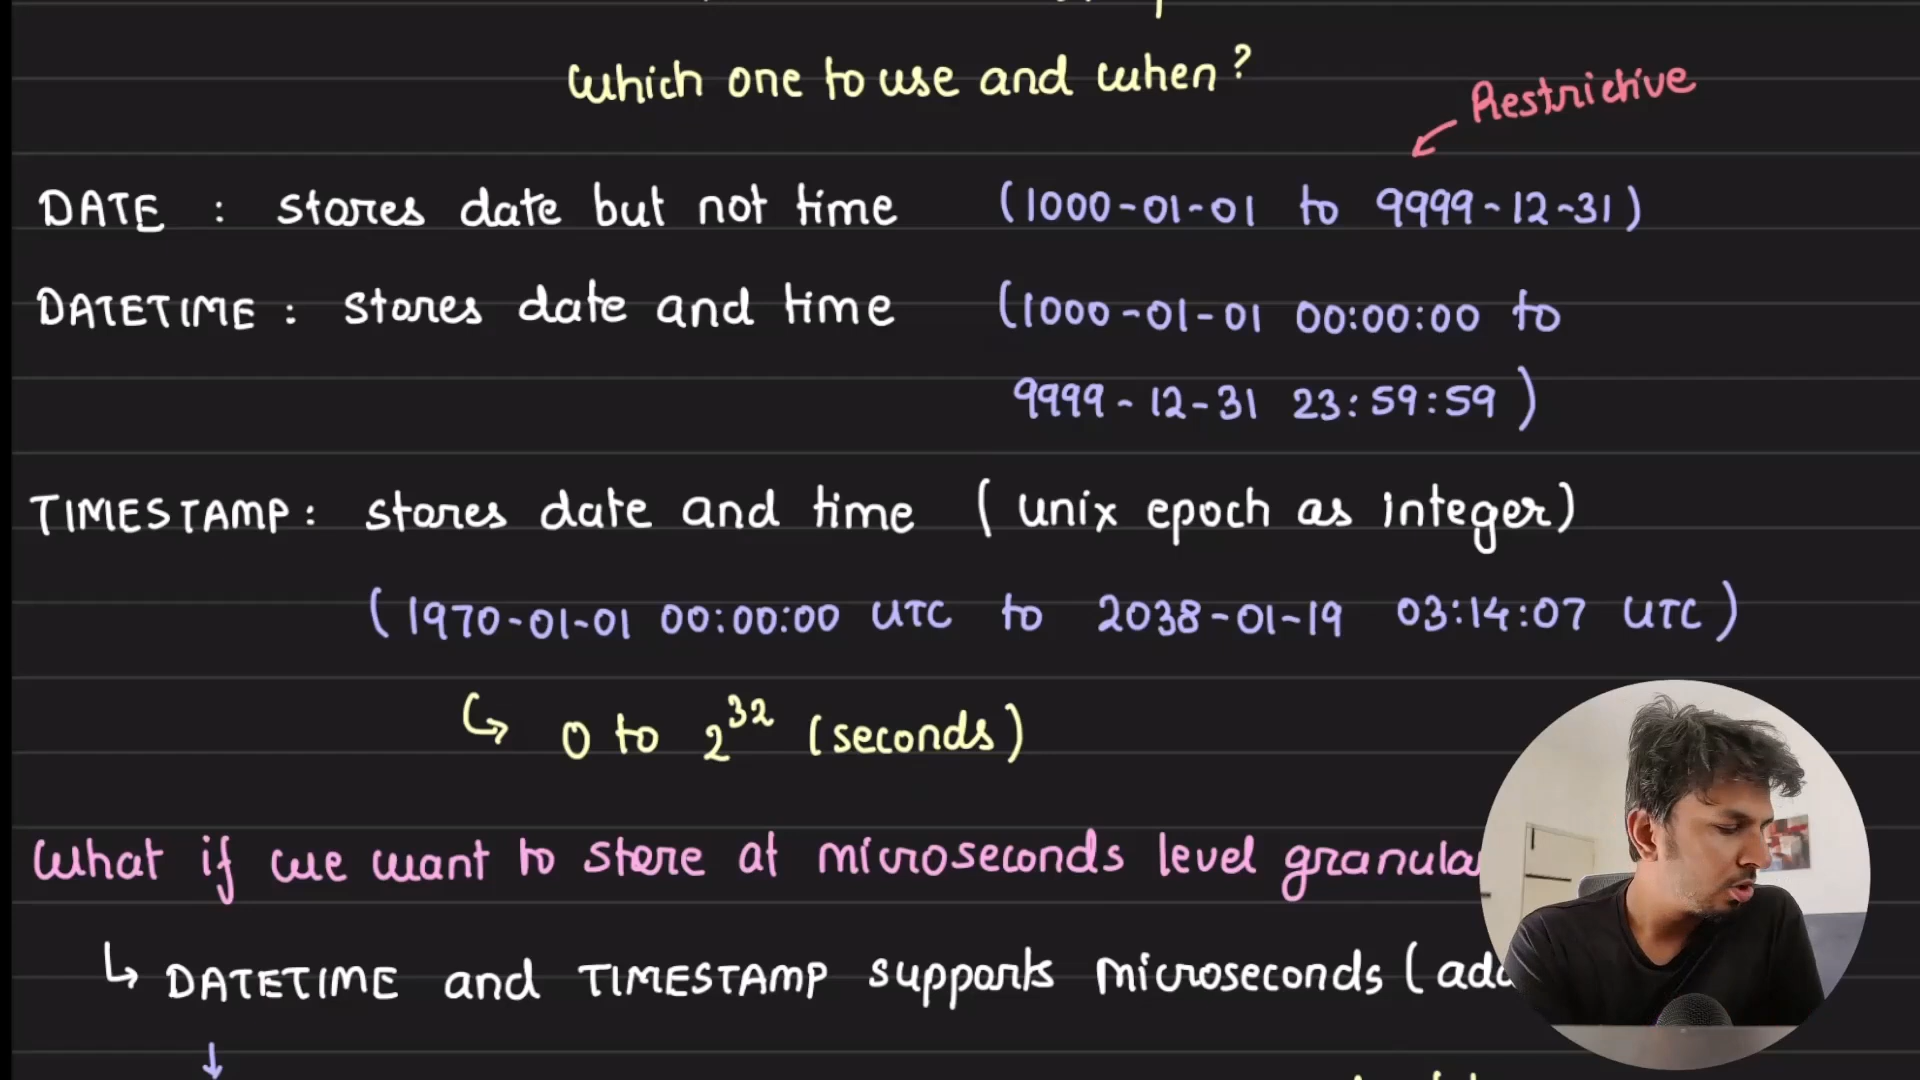 Which one to use and when?
Restrictive
DATE : stores date but not time (1000-01-01 to 9999-12-31)
DATETIME : stores date and time (1000-01-01 00:00:00 to
9999-12-31 23:59:59)
TIMESTAMP: stores date and time (unix epoch as integer)
(1970-01-01 00:00:00 UTC to 2038-01-19 03:14:07 UTC)
0 to 2³² (seconds)
What if we want to store at microseconds level
DATETIME and TIMESTAMP supports microseconds (